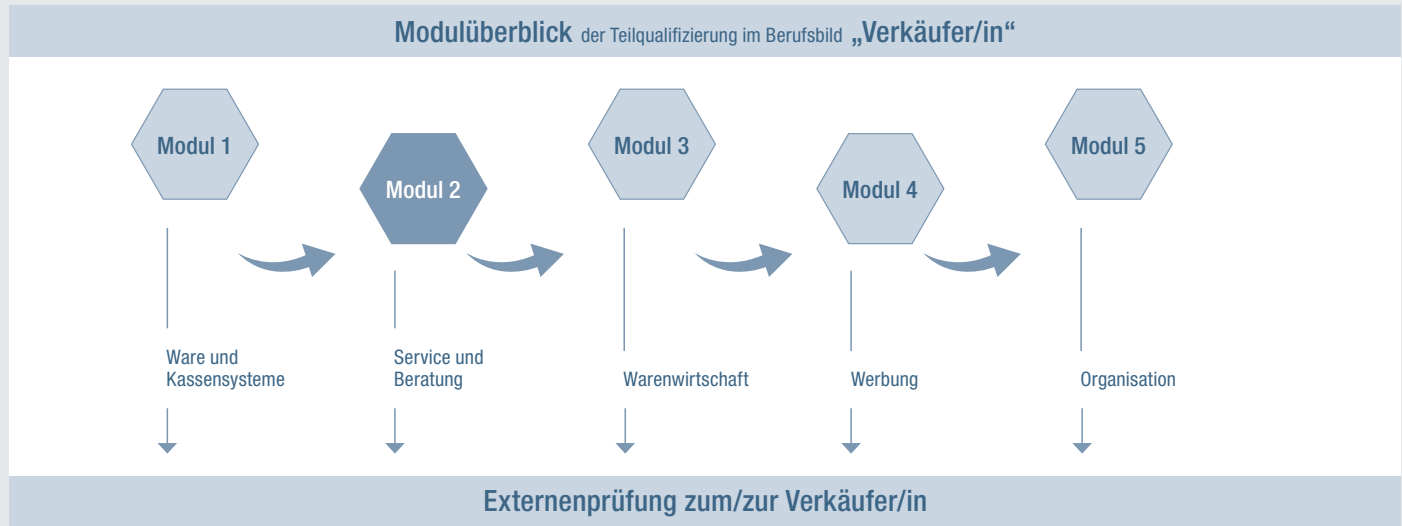 Modulüberblick der Teilqualifizierung im Berufsbild „Verkäufer/in“
Modul 1
Modul 2
Modul 3
Modul 4
Modul 5
Ware und
Kassensysteme
Service und
Beratung
Warenwirtschaft
Werbung
Organisation
Externenprüfung zum/zur Verkäufer/in